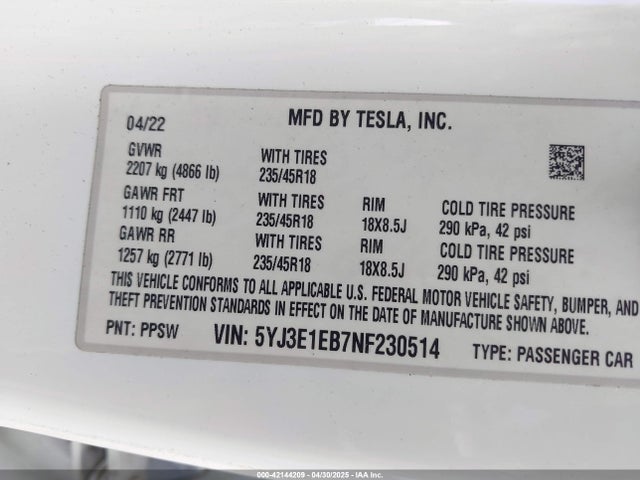 04/22 MFD BY TESLA, INC.
GVWR WITH TIRES
2207 kg (4866 lb) 235/45R18
GAWR FRT WITH TIRES RIM COLD TIRE PRESSURE
1110 kg (2447 lb) 235/45R18 18X8.5J 290 kPa, 42 psi
GAWR RR WITH TIRES RIM COLD TIRE PRESSURE
1257 kg (2771 lb) 235/45R18 18X8.5J 290 kPa, 42 psi
THIS VEHICLE CONFORMS TO ALL APPLICABLE U.S. FEDERAL MOTOR VEHICLE SAFETY, BUMPER, AND
THEFT PREVENTION STANDARDS IN EFFECT ON THE DATE OF MANUFACTURE SHOWN ABOVE.
PNT: PPSW VIN: 5YJ3E1EB7NF230514 TYPE: PASSENGER CAR
000-42144209 - 04/30/2025 - IAAI.COM